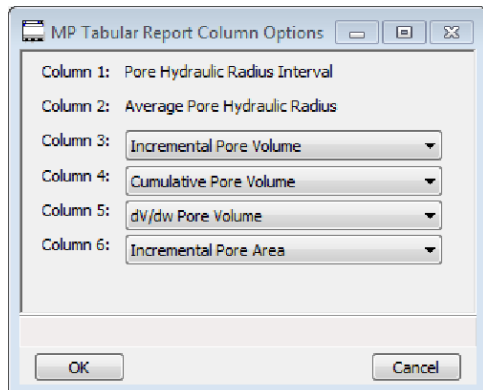 MP Tabular Report Column Options
Column 1: Pore Hydraulic Radius Interval
Column 2: Average Pore Hydraulic Radius
Column 3: Incremental Pore Volume
Column 4: Cumulative Pore Volume
Column 5: dV/dw Pore Volume
Column 6: Incremental Pore Area
OK Cancel